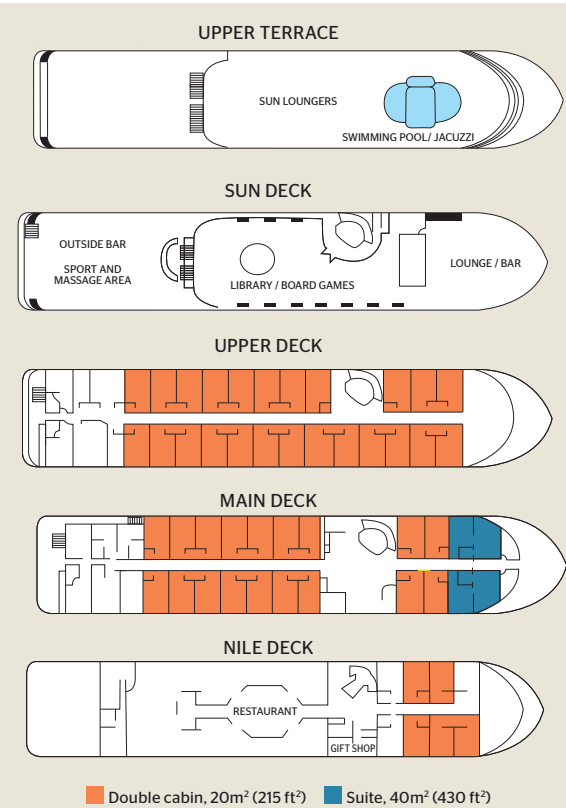 UPPER TERRACE
SUN LOUNGERS
SWIMMING POOL/ JACUZZI
SUN DECK
OUTSIDE BAR
SPORT AND
MASSAGE AREA
LIBRARY / BOARD GAMES
LOUNGE / BAR
UPPER DECK
MAIN DECK
NILE DECK
RESTAURANT
GIFT SHOP
Double cabin, 20m² (215 ft²)
Suite, 40m² (430 ft²)